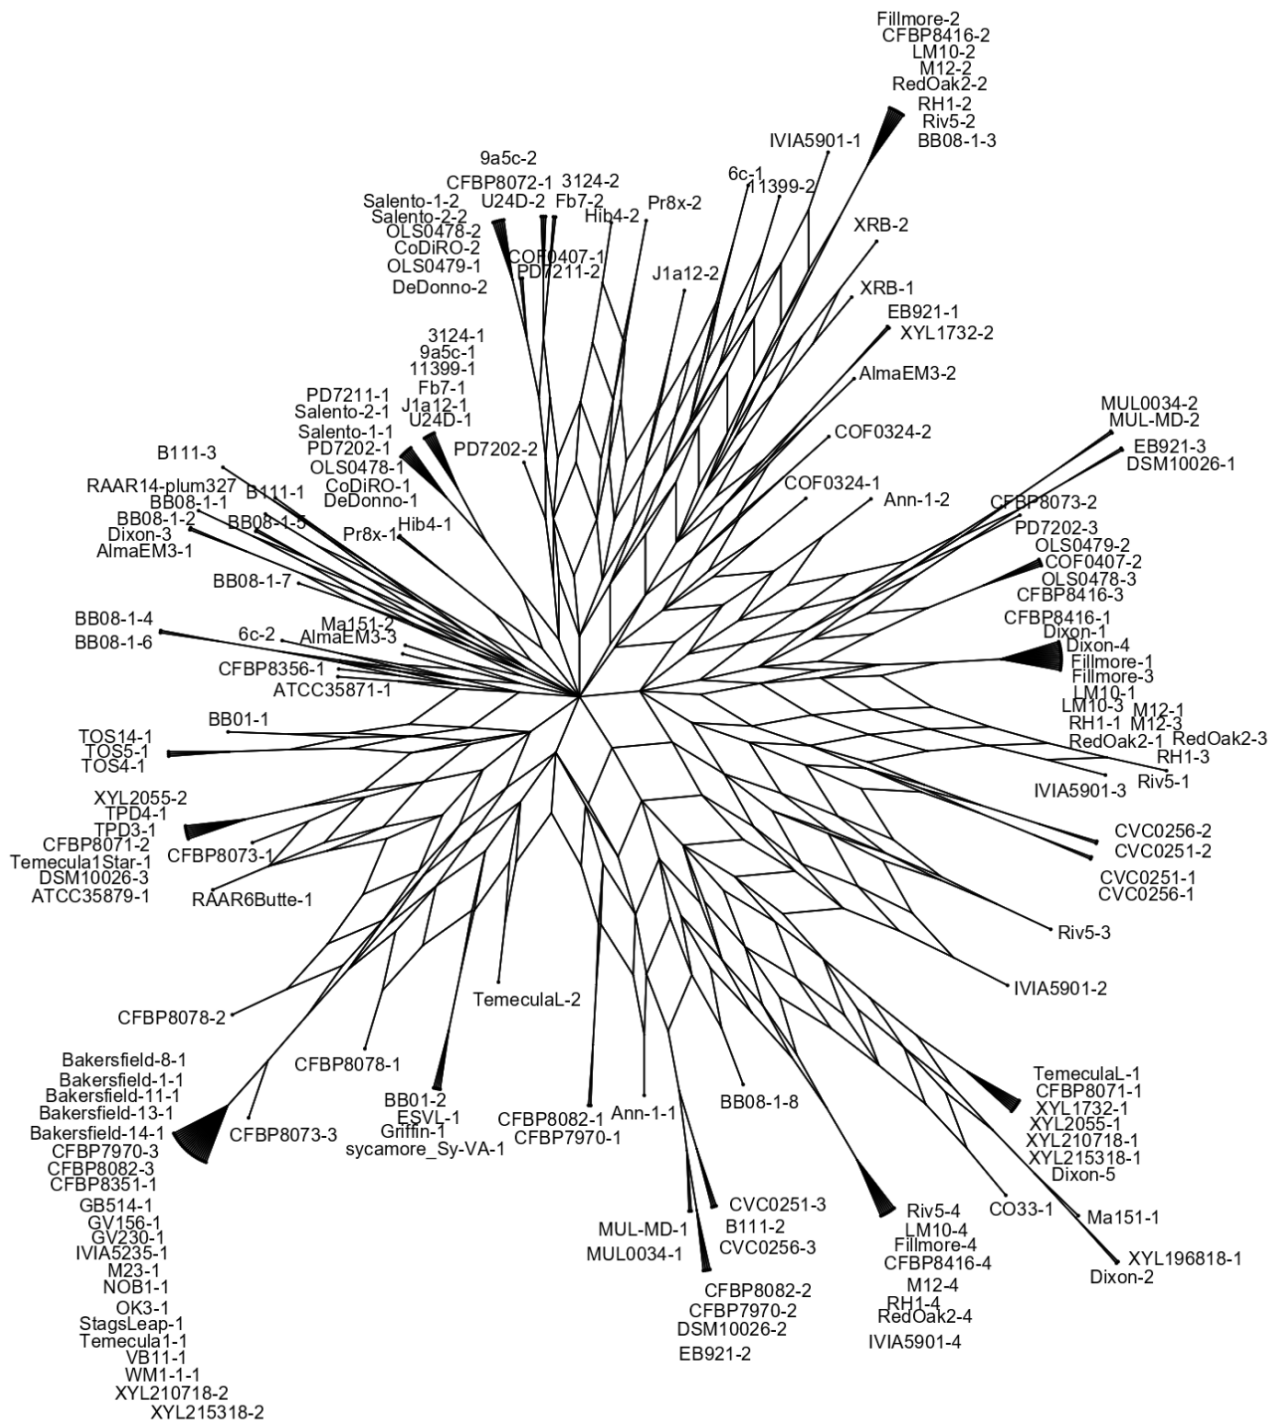 Fillmore-2
CFBP8416-2
LM10-2
M12-2
RedOak2-2
RH1-2
Riv5-2
BB08-1-3
IVIA5901-1
6c-1
11399-2
9a5c-2
CFBP8072-1
3124-2
U24D-2
Fb7-2
Hib4-2
Pr8x-2
Salento-1-2
Salento-2-2
OLS0478-2
CoDiRO-2
OLS0479-1
DeDonno-2
COF0407-1
PD7211-2
J1a12-2
XRB-2
XRB-1
EB921-1
XYL1732-2
AlmaEM3-2
COF0324-2
COF0324-1
Ann-1-2
3124-1
9a5c-1
11399-1
Fb7-1
J1a12-1
U24D-1
PD7211-1
Salento-2-1
Salento-1-1
PD7202-1
OLS0478-1
CoDiRO-1
DeDonno-1
PD7202-2
Pr8x-1
Hib4-1
B111-3
RAAR14-plum327
B111-1
BB08-1-1
BB08-1-2
BB08-1-5
Dixon-3
AlmaEM3-1
BB08-1-7
BB08-1-4
BB08-1-6
6c-2
Ma151-2
AlmaEM3-3
CFBP8356-1
ATCC35871-1
MUL0034-2
MUL-MD-2
EB921-3
DSM10026-1
CFBP8073-2
PD7202-3
OLS0479-2
COF0407-2
OLS0478-3
CFBP8416-3
CFBP8416-1
Dixon-1
Dixon-4
Fillmore-1
Fillmore-3
LM10-1
LM10-3
M12-1
RH1-1
M12-3
RedOak2-1
RedOak2-3
RH1-3
Riv5-1
IVIA5901-3
BB01-1
TOS14-1
TOS5-1
TOS4-1
XYL2055-2
TPD4-1
TPD3-1
CFBP8071-2
Temecula1Star-1
DSM10026-3
ATCC35879-1
CFBP8073-1
RAAR6Butte-1
CVC0256-2
CVC0251-2
CVC0251-1
CVC0256-1
Riv5-3
IVIA5901-2
CFBP8078-2
CFBP8078-1
TemeculaL-2
Bakersfield-8-1
Bakersfield-1-1
Bakersfield-11-1
Bakersfield-13-1
Bakersfield-14-1
CFBP7970-3
CFBP8082-3
CFBP8351-1
GB514-1
GV156-1
GV230-1
IVIA5235-1
M23-1
NOB1-1
OK3-1
StagsLeap-1
Temecula1-1
VB11-1
WM1-1-1
XYL210718-2
XYL215318-2
CFBP8073-3
BB01-2
ESVL-1
Griffin-1
sycamore_Sy-VA-1
CFBP8082-1
CFBP7970-1
Ann-1-1
BB08-1-8
TemeculaL-1
CFBP8071-1
XYL1732-1
XYL2055-1
XYL210718-1
XYL215318-1
Dixon-5
CO33-1
Ma151-1
XYL196818-1
Dixon-2
MUL-MD-1
MUL0034-1
CVC0251-3
B111-2
CVC0256-3
CFBP8082-2
CFBP7970-2
DSM10026-2
EB921-2
Riv5-4
LM10-4
Fillmore-4
CFBP8416-4
M12-4
RH1-4
RedOak2-4
IVIA5901-4